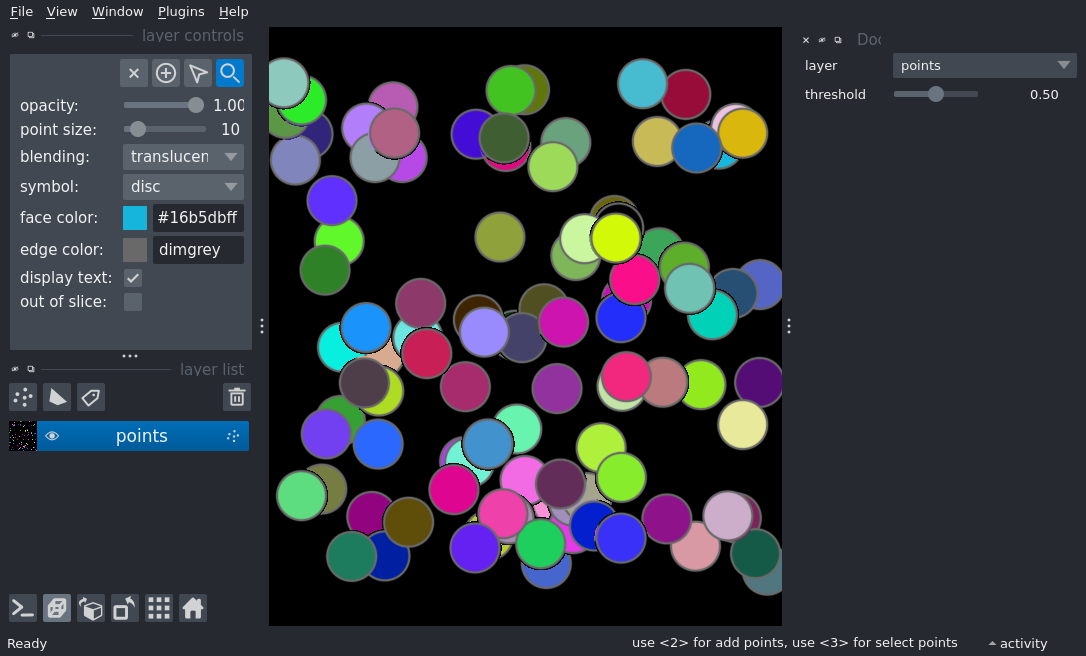 File View Window Plugins Help
layer controls
opacity: 1.00
point size: 10
blending: translucen
symbol: disc
face color: #16b5dbff
edge color: dimgrey
display text:
out of slice:
layer list
points
Doc
layer points
threshold 0.50
Ready
use <2> for add points, use <3> for select points
activity